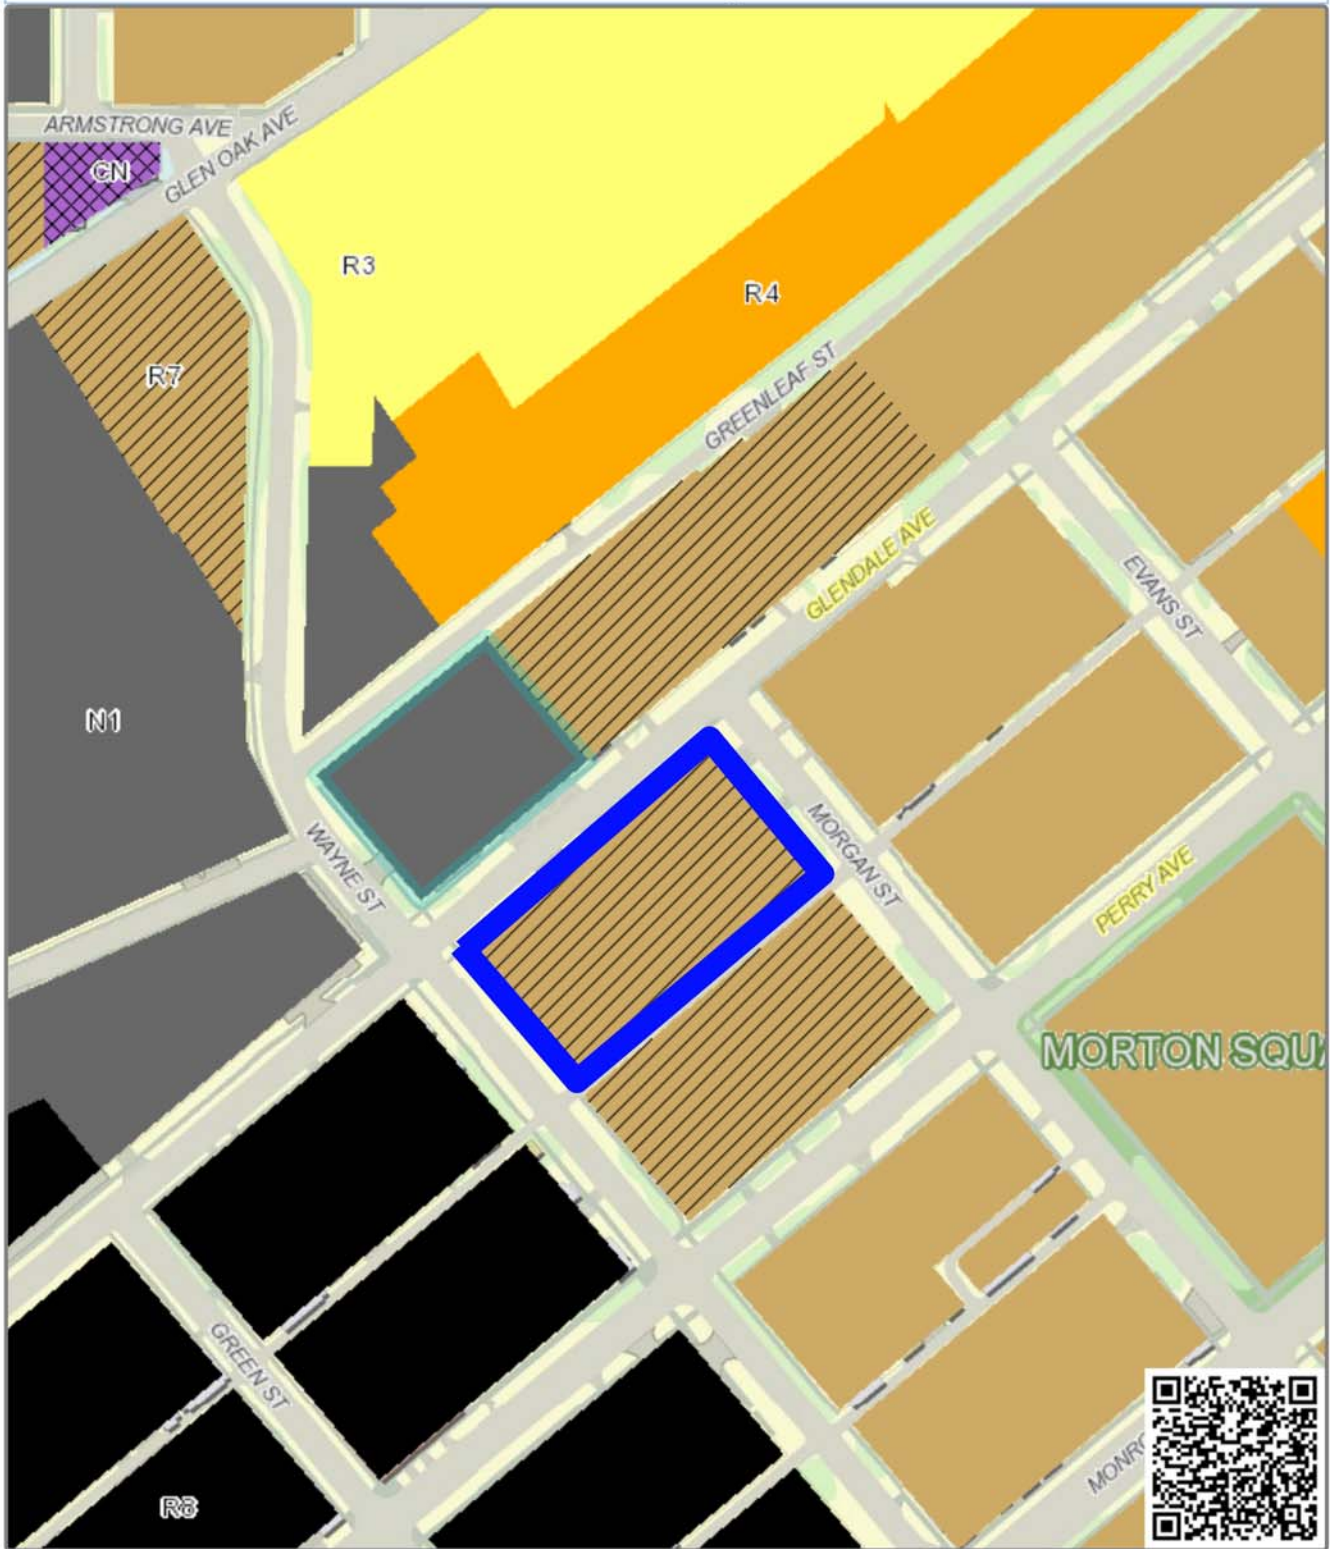 ARMSTRONG AVE
GLEN OAK AVE
CN
R3
R4
R7
GREENLEAF ST
GLENDALE AVE
EVANS ST
N1
WAYNE ST
MORGAN ST
PERRY AVE
MORTON SQUA
GREEN ST
MONRO
R8